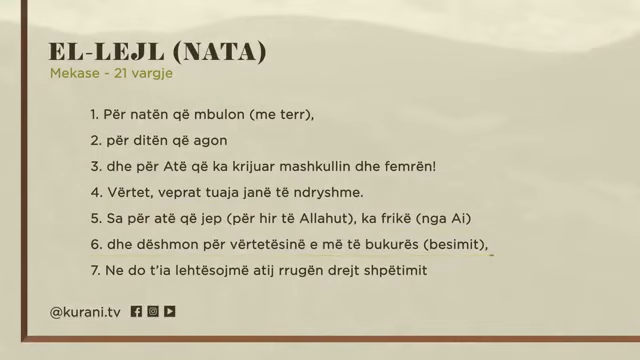 EL-LEJL (NATA)
Mekase - 21 vargje
1. Për natën që mbulon (me terr),
2. për ditën që agon
3. dhe për Atë që ka krijuar mashkullin dhe femrën!
4. Vërtet, veprat tuaja janë të ndryshme.
5. Sa për atë që jep (për hir të Allahut), ka frikë (nga Ai)
6. dhe dëshmon për vërtetësinë e më të bukurës (besimit),
7. Ne do t’ia lehtësojmë atij rrugën drejt shpëtimit
@kurani.tv